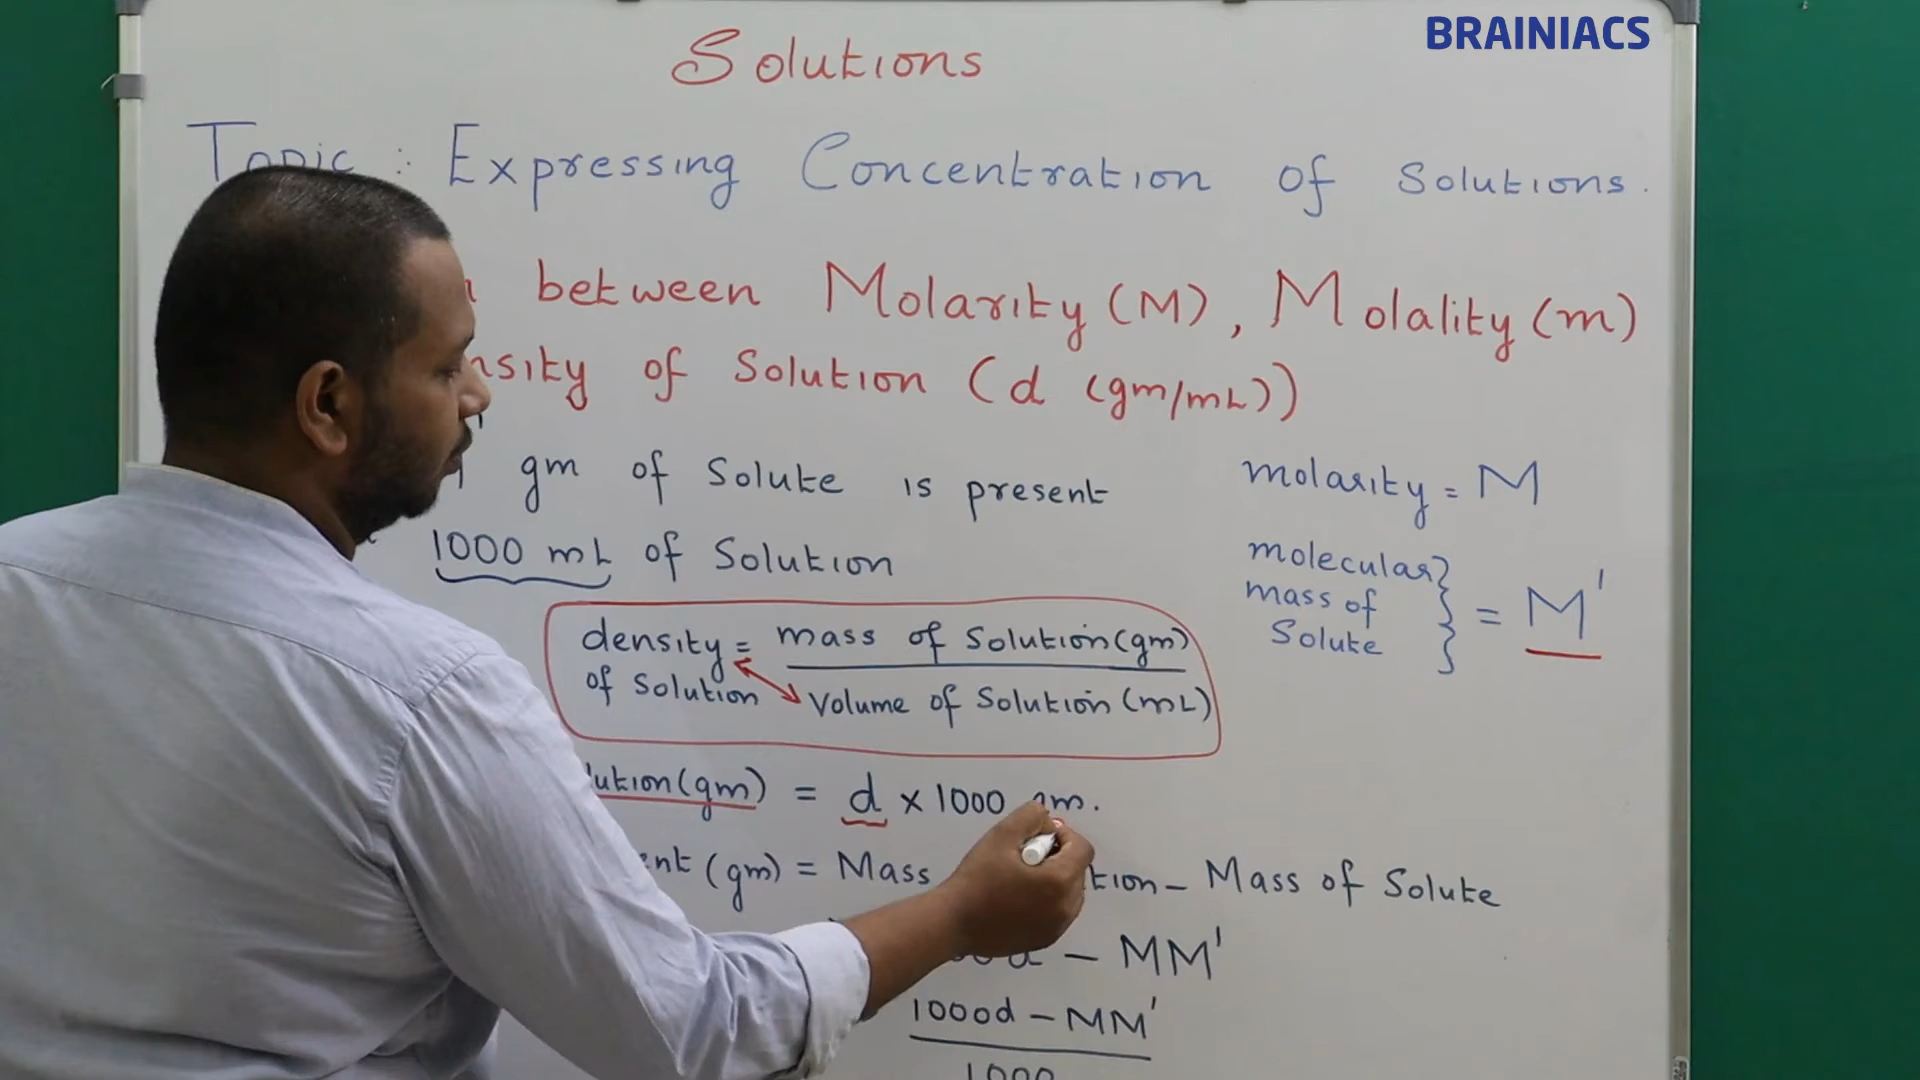 BRAINIACS
Solutions
Topic : Expressing Concentration of Solutions.
between Molarity (M), Molality (m)
of Solution (d (gm/mL))
gm of Solute is present
1000 mL of Solution
molarity = M
molecular
mass of
Solute } = M'
density = mass of Solution (gm)
of Solution Volume of Solution (mL)
(gm) = d x 1000 gm.
(gm) = Mass - Mass of Solute
- MM'
1000d - MM'
1000